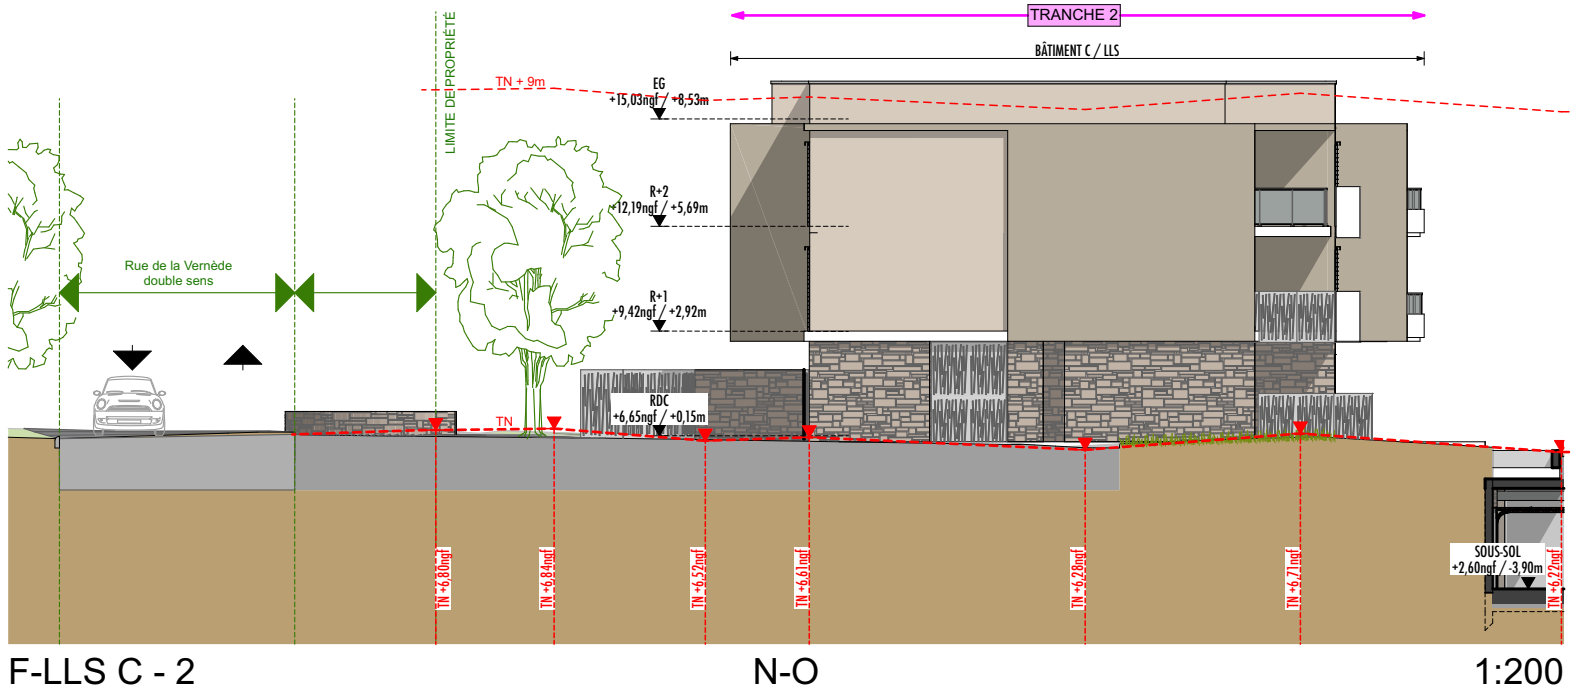 TRANCHE 2
BÂTIMENT C / LLS
LIMITE DE PROPRIÉTÉ
TN + 9m
EG
+15,03ngf / +8,53m
R+2
+12,19ngf / +5,69m
Rue de la Vernède
double sens
R+1
+9,42ngf / +2,92m
RDC
+6,65ngf / +0,15m
TN
TN +6,80ngf
TN +6,84ngf
TN +6,52ngf
TN +6,61ngf
TN +6,28ngf
TN +6,71ngf
SOUS-SOL
+2,60ngf / -3,90m
TN +6,22ngf
F-LLS C - 2
N-O
1:200